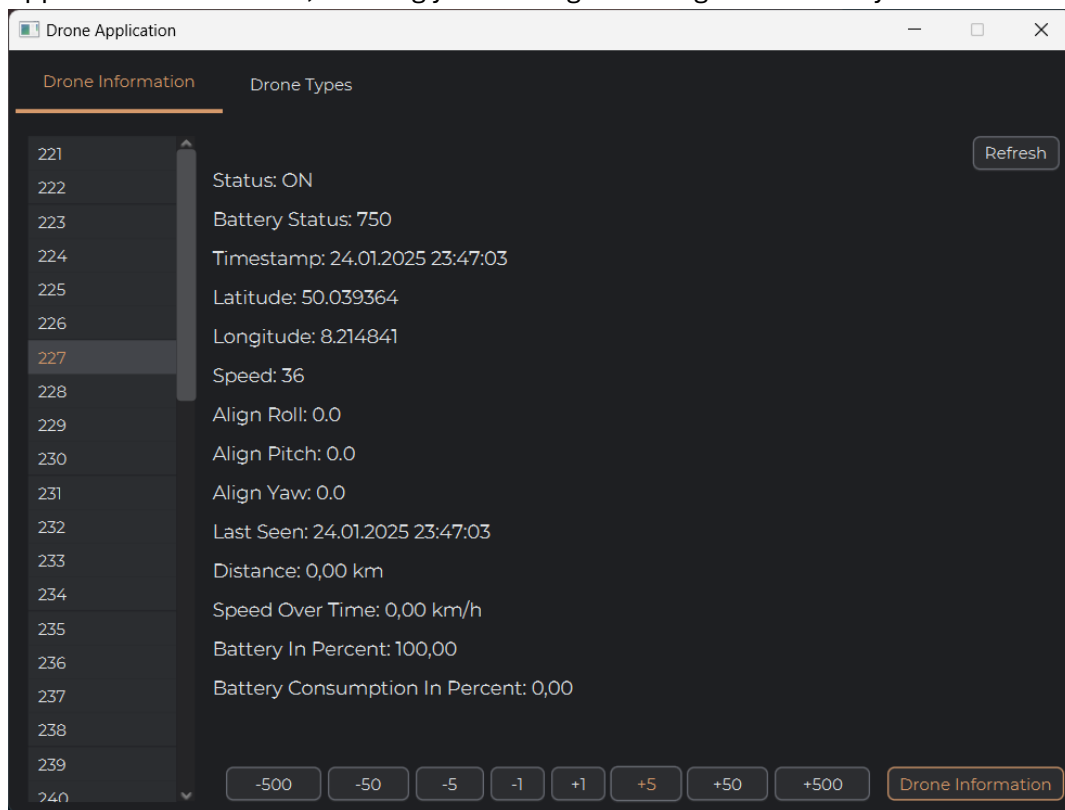 Drone Application
Drone Information Drone Types
221
222
223
224
225
226
227
228
229
230
231
232
233
234
235
236
237
238
239
240
Refresh
Status: ON
Battery Status: 750
Timestamp: 24.01.2025 23:47:03
Latitude: 50.039364
Longitude: 8.214841
Speed: 36
Align Roll: 0.0
Align Pitch: 0.0
Align Yaw: 0.0
Last Seen: 24.01.2025 23:47:03
Distance: 0,00 km
Speed Over Time: 0,00 km/h
Battery In Percent: 100,00
Battery Consumption In Percent: 0,00
-500 -50 -5 -1 +1 +5 +50 +500 Drone Information